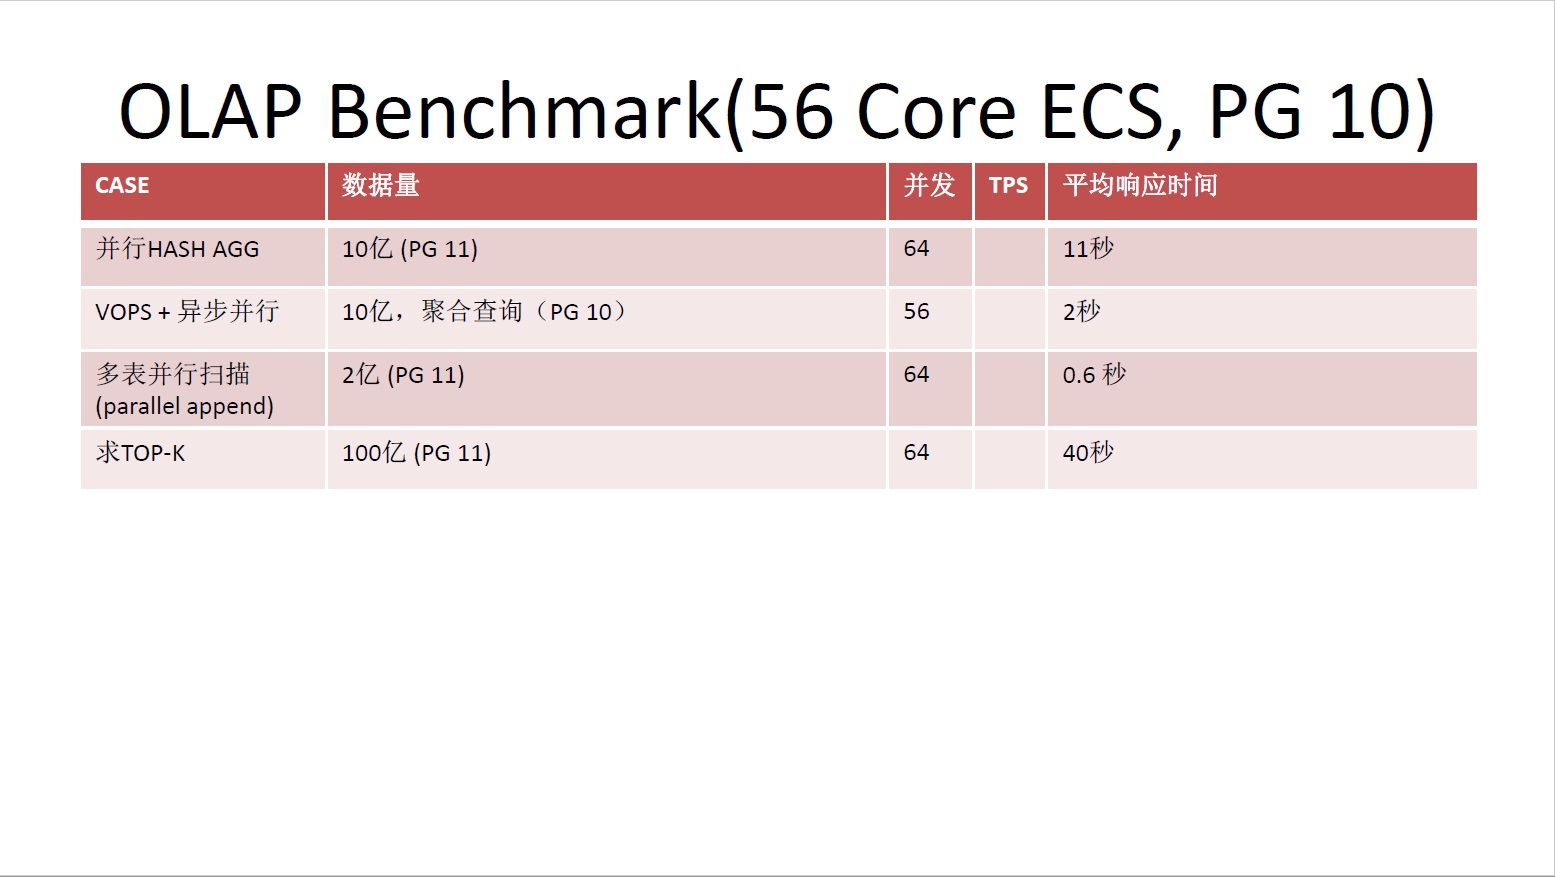 OLAP Benchmark(56 Core ECS, PG 10)
CASE 数据量 并发 TPS 平均响应时间
并行HASH AGG 10亿 (PG 11) 64 11秒
VOPS + 异步并行 10亿，聚合查询（PG 10） 56 2秒
多表并行扫描 2亿 (PG 11) 64 0.6 秒
(parallel append)
求TOP-K 100亿 (PG 11) 64 40秒